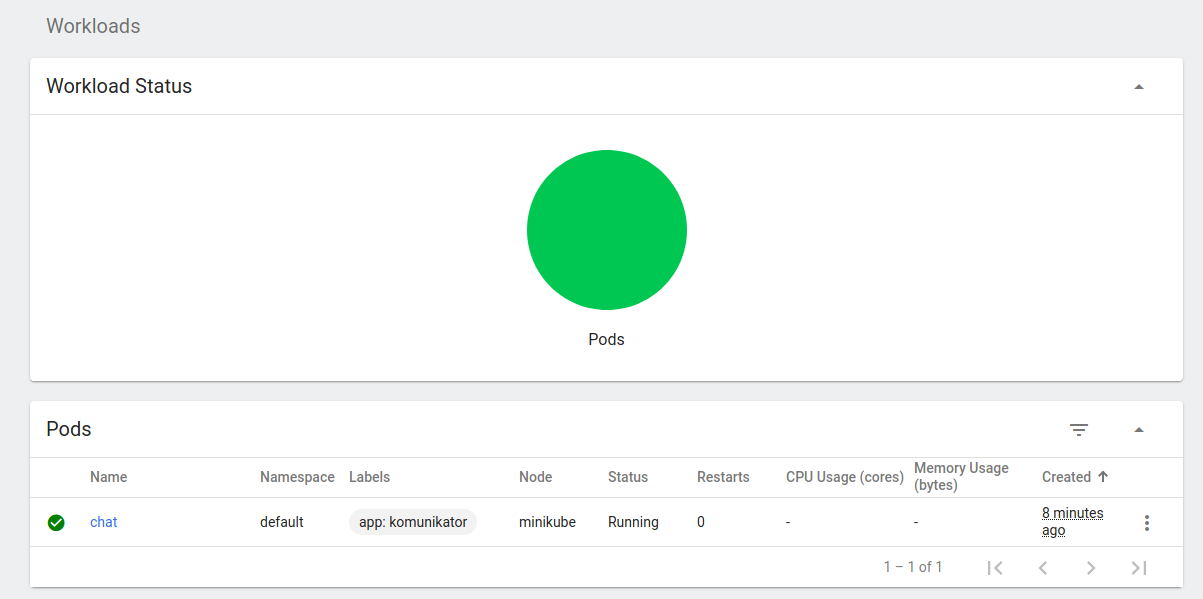 Workloads
Workload Status
Pods
Pods
Name Namespace Labels Node Status Restarts CPU Usage (cores) Memory Usage (bytes) Created
chat default app: komunikator minikube Running 0 - - 8 minutes ago
1 – 1 of 1